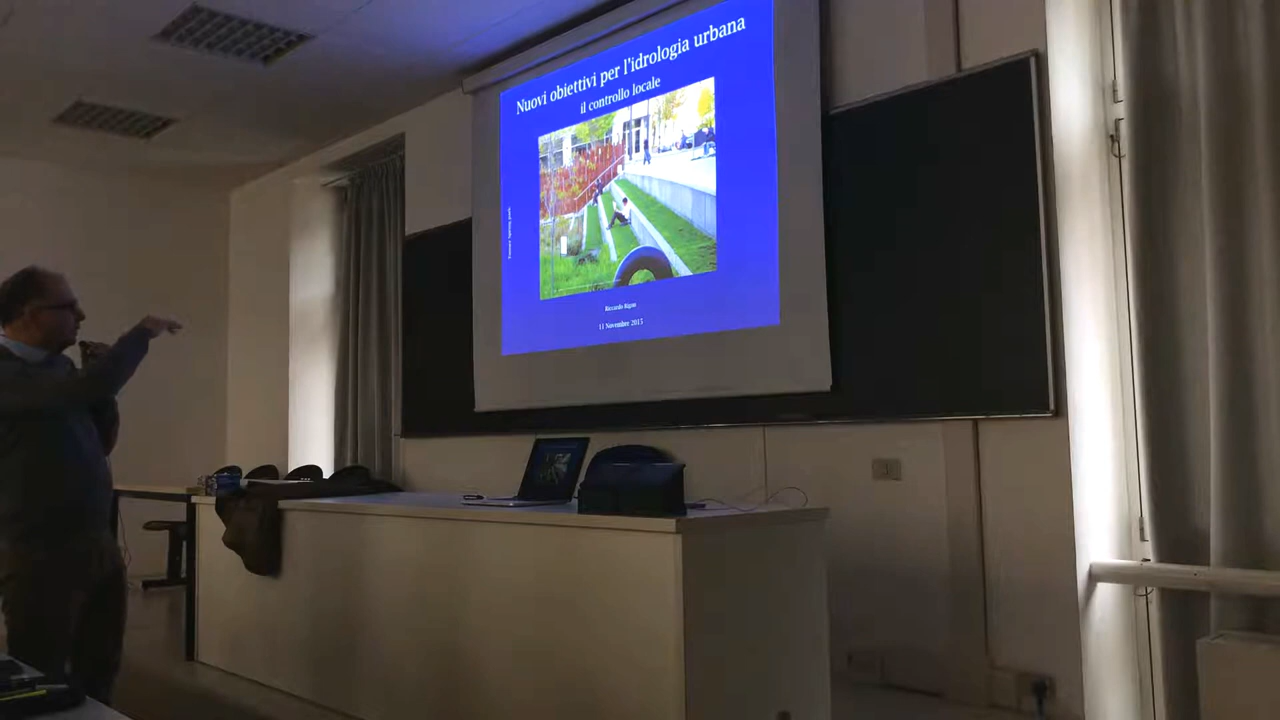 Nuovi obiettivi per l'idrologia urbana
il controllo locale
Riccardo Rigon
11 Novembre 2015